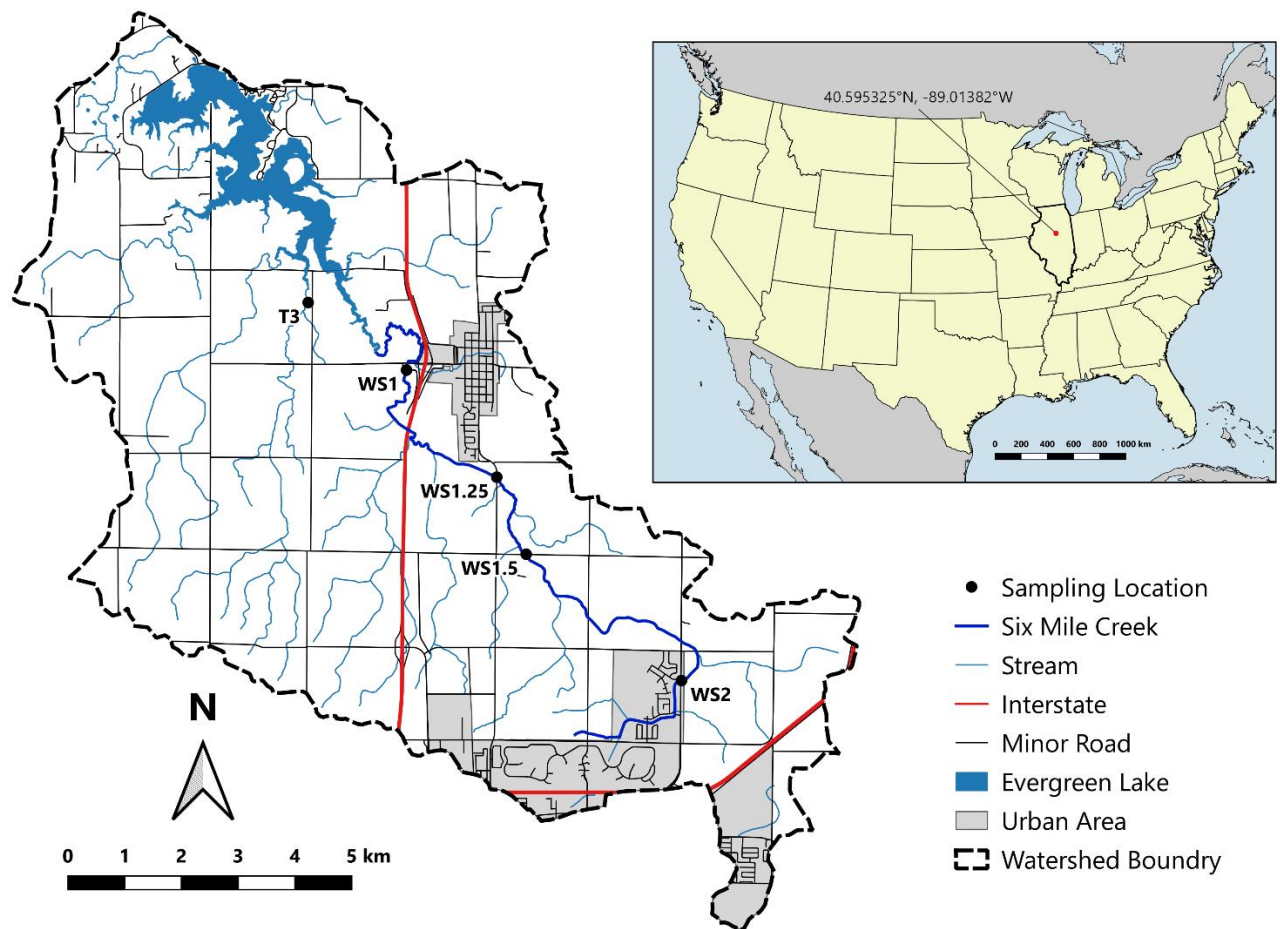 40.595325°N, -89.01382°W
0 200 400 600 800 1000 km
T3
WS1
WS1.25
WS1.5
WS2
N
0 1 2 3 4 5 km
Sampling Location
Six Mile Creek
Stream
Interstate
Minor Road
Evergreen Lake
Urban Area
Watershed Boundry